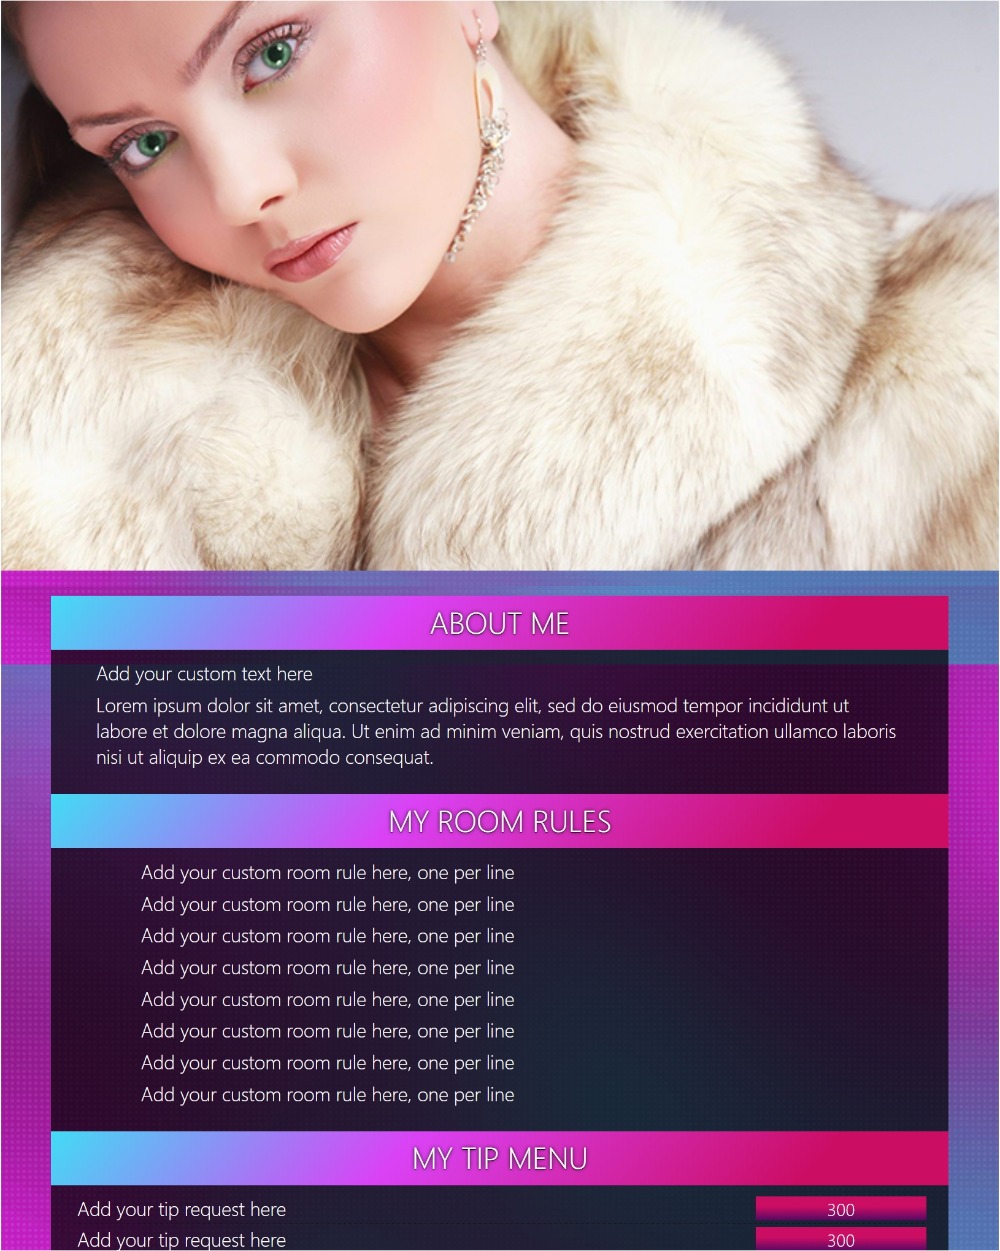 ABOUT ME
Add your custom text here
Lorem ipsum dolor sit amet, consectetur adipiscing elit, sed do eiusmod tempor incididunt ut
labore et dolore magna aliqua. Ut enim ad minim veniam, quis nostrud exercitation ullamco laboris
nisi ut aliquip ex ea commodo consequat.
MY ROOM RULES
Add your custom room rule here, one per line
Add your custom room rule here, one per line
Add your custom room rule here, one per line
Add your custom room rule here, one per line
Add your custom room rule here, one per line
Add your custom room rule here, one per line
Add your custom room rule here, one per line
Add your custom room rule here, one per line
MY TIP MENU
Add your tip request here 300
Add your tip request here 300